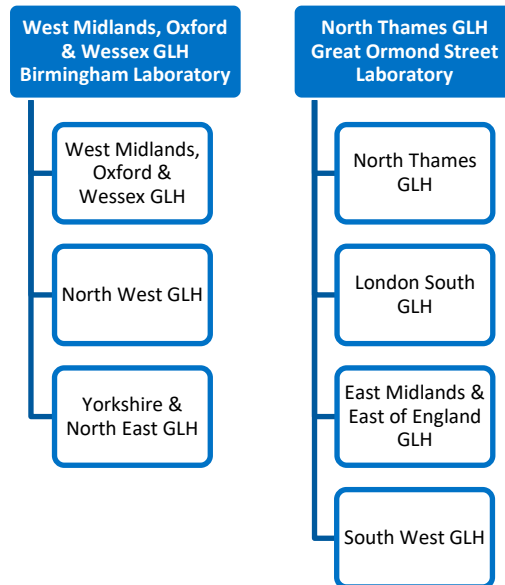 West Midlands, Oxford
& Wessex GLH
Birmingham Laboratory
West Midlands,
Oxford &
Wessex GLH
North West GLH
Yorkshire &
North East GLH
North Thames GLH
Great Ormond Street
Laboratory
North Thames
GLH
London South
GLH
East Midlands &
East of England
GLH
South West GLH